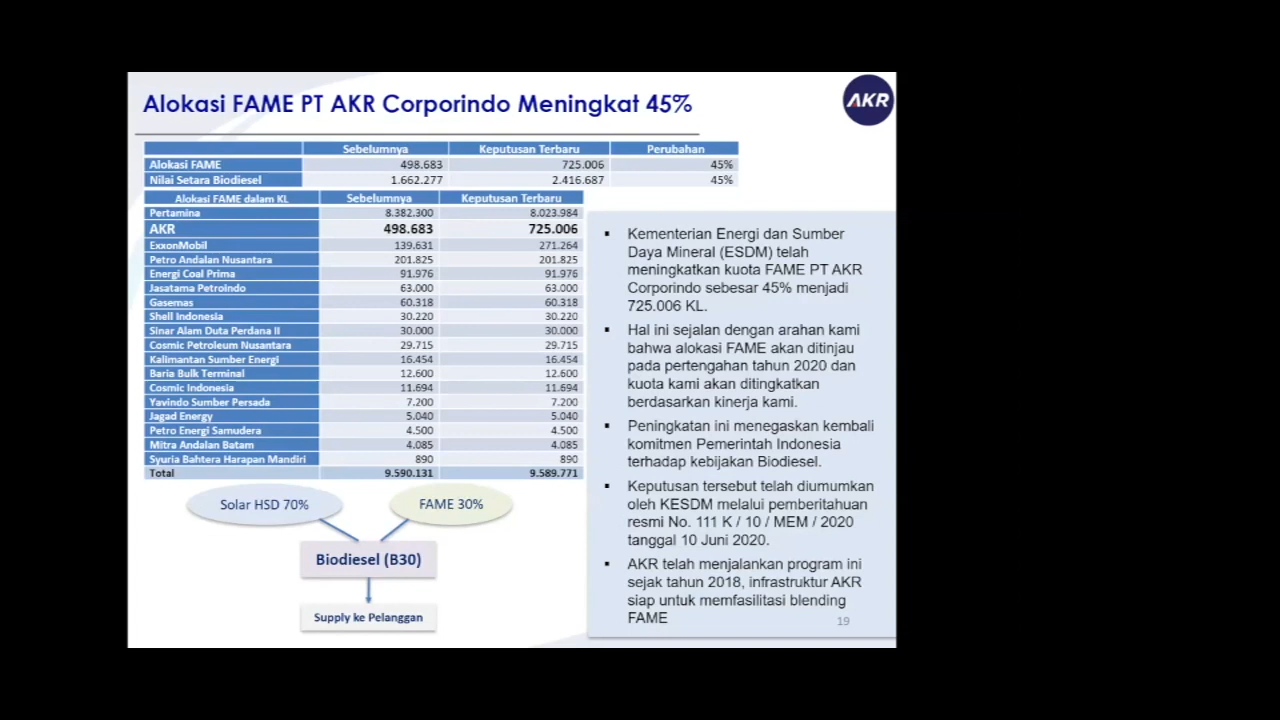 Alokasi FAME PT AKR Corporindo Meningkat 45%
AKR
Sebelumnya Keputusan Terbaru Perubahan
Alokasi FAME 498.683 725.006 45%
Nilai Setara Biodiesel 1.662.277 2.416.687 45%
Alokasi FAME dalam KL Sebelumnya Keputusan Terbaru
Pertamina 8.382.300 8.023.984
AKR 498.683 725.006
ExxonMobil 139.631 271.264
Petro Andalan Nusantara 201.825 201.825
Energi Coal Prima 91.976 91.976
Jasatama Petroindo 63.000 63.000
Gasemas 60.318 60.318
Shell Indonesia 30.220 30.220
Sinar Alam Duta Perdana II 30.000 30.000
Cosmic Petroleum Nusantara 29.715 29.715
Kalimantan Sumber Energi 16.454 16.454
Baria Bulk Terminal 12.600 12.600
Cosmic Indonesia 11.694 11.694
Yavindo Sumber Persada 7.200 7.200
Jagad Energy 5.040 5.040
Petro Energi Samudera 4.500 4.500
Mitra Andalan Batam 4.085 4.085
Syuria Bahtera Harapan Mandiri 890 890
Total 9.590.131 9.589.771
Solar HSD 70% FAME 30%
Biodiesel (B30)
Supply ke Pelanggan
▪ Kementerian Energi dan Sumber
Daya Mineral (ESDM) telah
meningkatkan kuota FAME PT AKR
Corporindo sebesar 45% menjadi
725.006 KL.
▪ Hal ini sejalan dengan arahan kami
bahwa alokasi FAME akan ditinjau
pada pertengahan tahun 2020 dan
kuota kami akan ditingkatkan
berdasarkan kinerja kami.
▪ Peningkatan ini menegaskan kembali
komitmen Pemerintah Indonesia
terhadap kebijakan Biodiesel.
▪ Keputusan tersebut telah diumumkan
oleh KESDM melalui pemberitahuan
resmi No. 111 K / 10 / MEM / 2020
tanggal 10 Juni 2020.
▪ AKR telah menjalankan program ini
sejak tahun 2018, infrastruktur AKR
siap untuk memfasilitasi blending
FAME
19